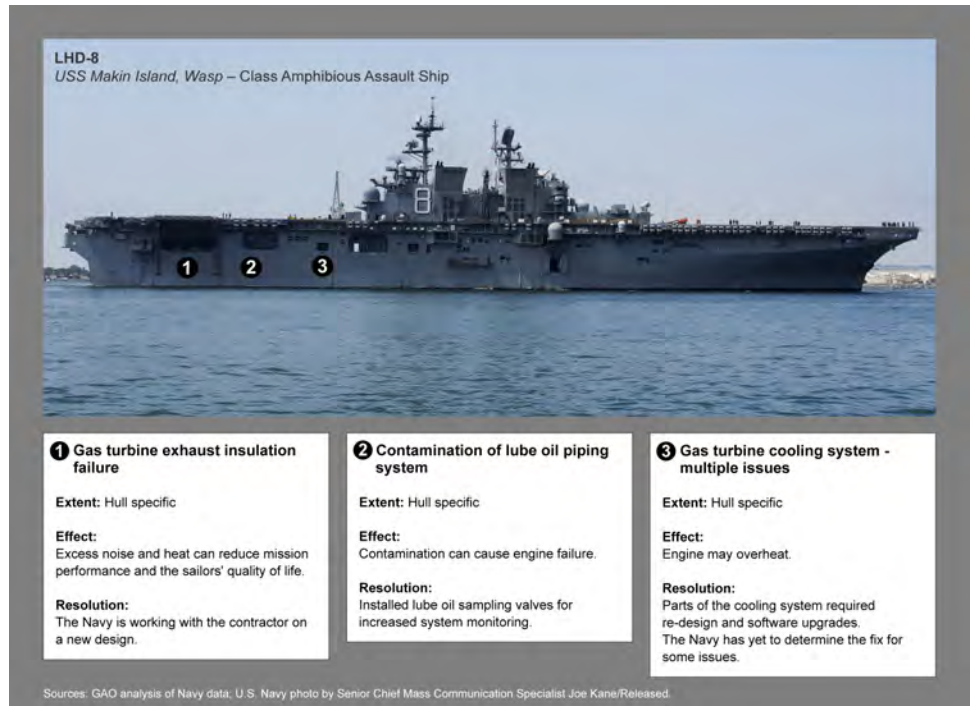 LHD-8
USS Makin Island, Wasp – Class Amphibious Assault Ship
8
1
2
3
1 Gas turbine exhaust insulation
failure
Extent: Hull specific
Effect:
Excess noise and heat can reduce mission
performance and the sailors' quality of life.
Resolution:
The Navy is working with the contractor on
a new design.
2 Contamination of lube oil piping
system
Extent: Hull specific
Effect:
Contamination can cause engine failure.
Resolution:
Installed lube oil sampling valves for
increased system monitoring.
3 Gas turbine cooling system -
multiple issues
Extent: Hull specific
Effect:
Engine may overheat.
Resolution:
Parts of the cooling system required
re-design and software upgrades.
The Navy has yet to determine the fix for
some issues.
Sources: GAO analysis of Navy data; U.S. Navy photo by Senior Chief Mass Communication Specialist Joe Kane/Released.